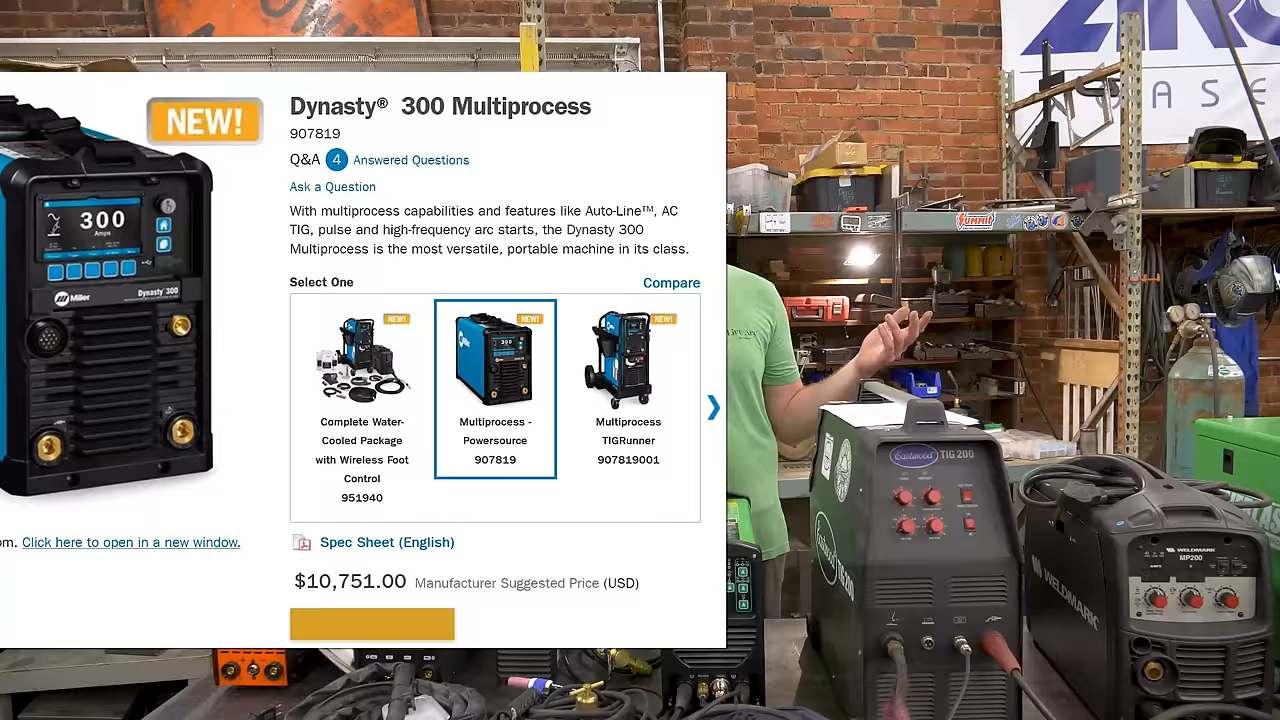 NEW!
300
Amps
Miller
Dynasty® 300
Dynasty® 300 Multiprocess
907819
Q&A 4 Answered Questions
Ask a Question
With multiprocess capabilities and features like Auto-Line™, AC
TIG, pulse and high-frequency arc starts, the Dynasty 300
Multiprocess is the most versatile, portable machine in its class.
Select One
Compare
NEW!
Complete Water-
Cooled Package
with Wireless Foot
Control
951940
NEW!
300
Multiprocess -
Powersource
907819
NEW!
Multiprocess
TIGRunner
907819001
om. Click here to open in a new window.
Spec Sheet (English)
$10,751.00 Manufacturer Suggested Price (USD)
SUMMIT
Eastwood TIG 200
Eastwood
WELDMARK
MP200
WELDMARK